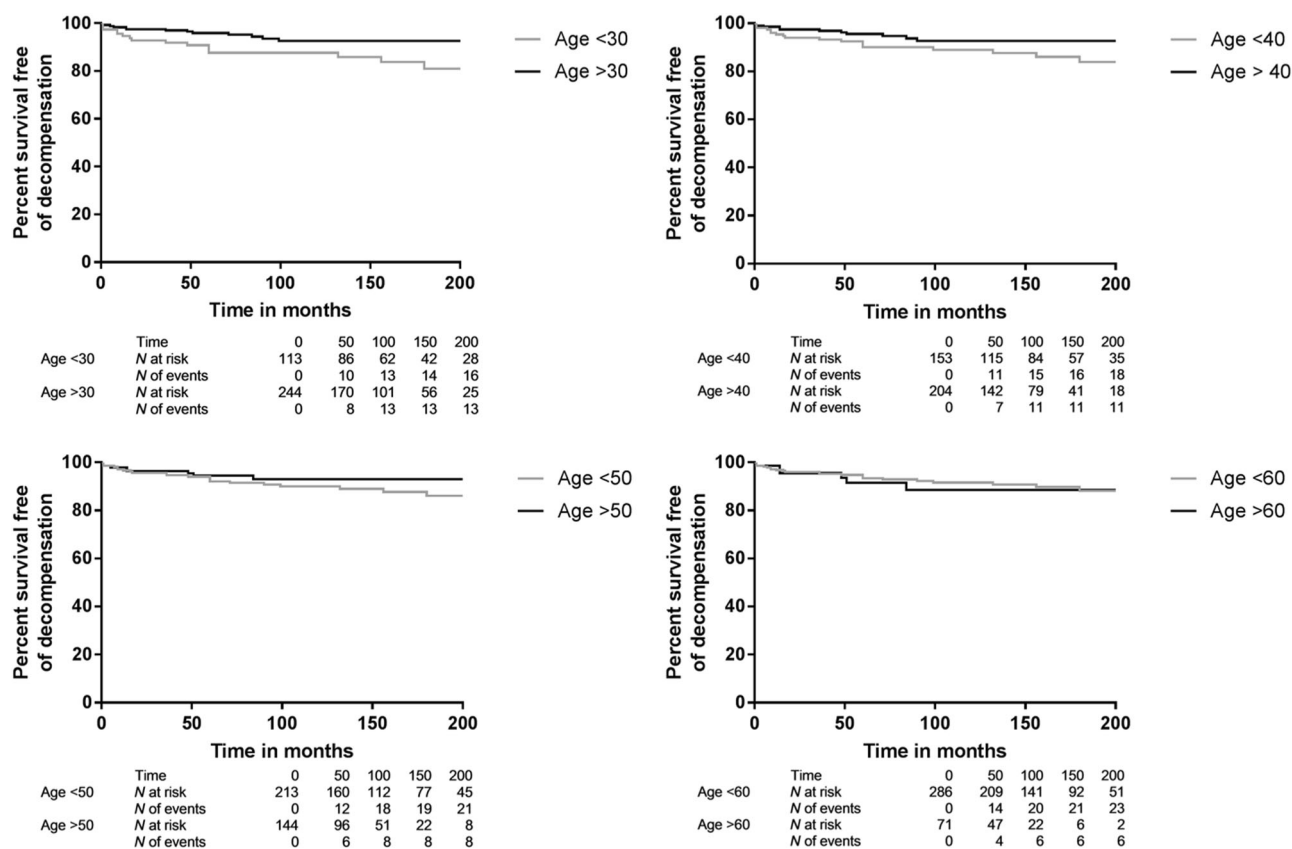 Percent survival free
of decompensation
100
80
60
40
20
0
0 50 100 150 200
Time in months
Age <30
Age >30
Time 0 50 100 150 200
Age <30 N at risk 113 86 62 42 28
N of events 0 10 13 14 16
Age >30 N at risk 244 170 101 56 25
N of events 0 8 13 13 13
Percent survival free
of decompensation
100
80
60
40
20
0
0 50 100 150 200
Time in months
Age <40
Age > 40
Time 0 50 100 150 200
Age <40 N at risk 153 115 84 57 35
N of events 0 11 15 16 18
Age >40 N at risk 204 142 79 41 18
N of events 0 7 11 11 11
Percent survival free
of decompensation
100
80
60
40
20
0
0 50 100 150 200
Time in months
Age <50
Age >50
Time 0 50 100 150 200
Age <50 N at risk 213 160 112 77 45
N of events 0 12 18 19 21
Age >50 N at risk 144 96 51 22 8
N of events 0 6 8 8 8
Percent survival free
of decompensation
100
80
60
40
20
0
0 50 100 150 200
Time in months
Age <60
Age >60
Time 0 50 100 150 200
Age <60 N at risk 286 209 141 92 51
N of events 0 14 20 21 23
Age >60 N at risk 71 47 22 6 2
N of events 0 4 6 6 6